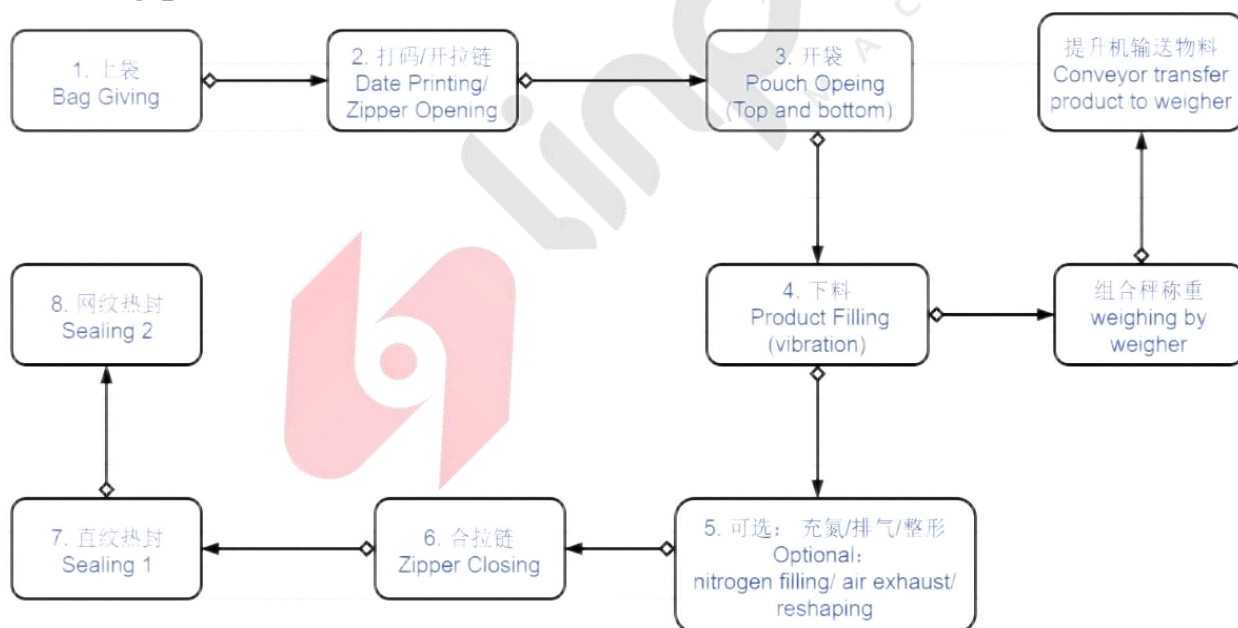 1. 上袋
Bag Giving
2. 打码/开拉链
Date Printing/
Zipper Opening
3. 开袋
Pouch Opeing
(Top and bottom)
提升机输送物料
Conveyor transfer
product to weigher
8. 网纹热封
Sealing 2
4. 下料
Product Filling
(vibration)
组合秤称重
weighing by
weigher
7. 直纹热封
Sealing 1
6. 合拉链
Zipper Closing
5. 可选： 充氮/排气/整形
Optional:
nitrogen filling/ air exhaust/
reshaping